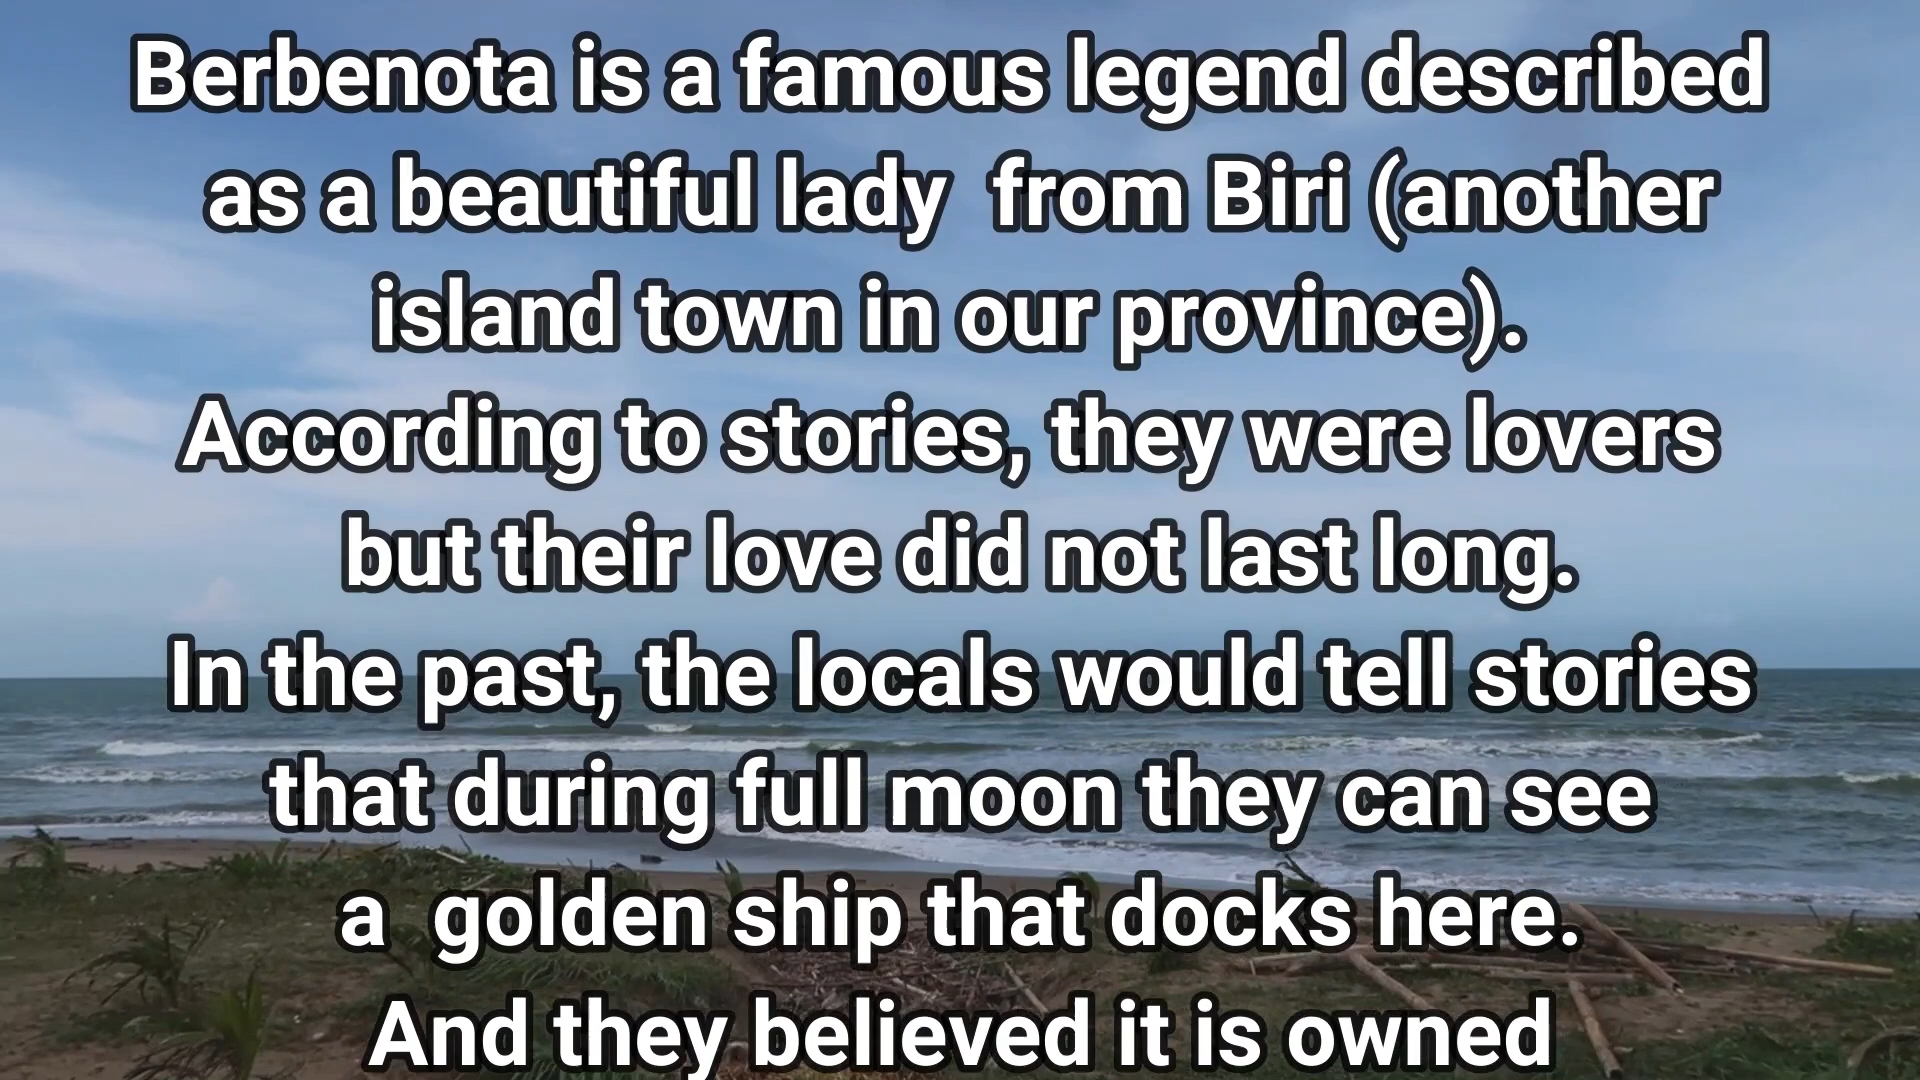 Berbenota is a famous legend described
as a beautiful lady  from Biri (another
island town in our province).
According to stories, they were lovers
but their love did not last long.
In the past, the locals would tell stories
that during full moon they can see
a  golden ship that docks here.
And they believed it is owned